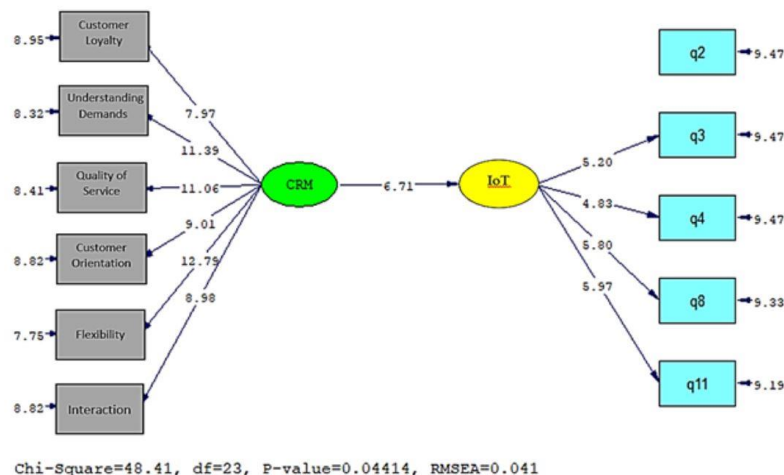 8.95
Customer
Loyalty
7.97
8.32
Understanding
Demands
11.39
8.41
Quality of
Service
11.06
8.82
Customer
Orientation
9.01
7.75
Flexibility
12.79
8.82
Interaction
8.98
CRM
6.71
IoT
q2
9.47
5.20
q3
9.47
4.83
q4
9.47
5.80
q8
9.33
5.97
q11
9.19
Chi-Square=48.41, df=23, P-value=0.04414, RMSEA=0.041